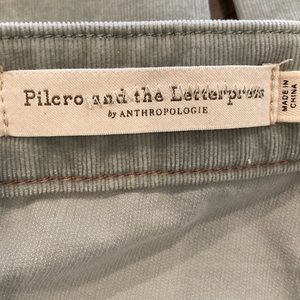 Pilcro and the Letterpress
by ANTHROPOLOGIE
MADE IN
CHINA